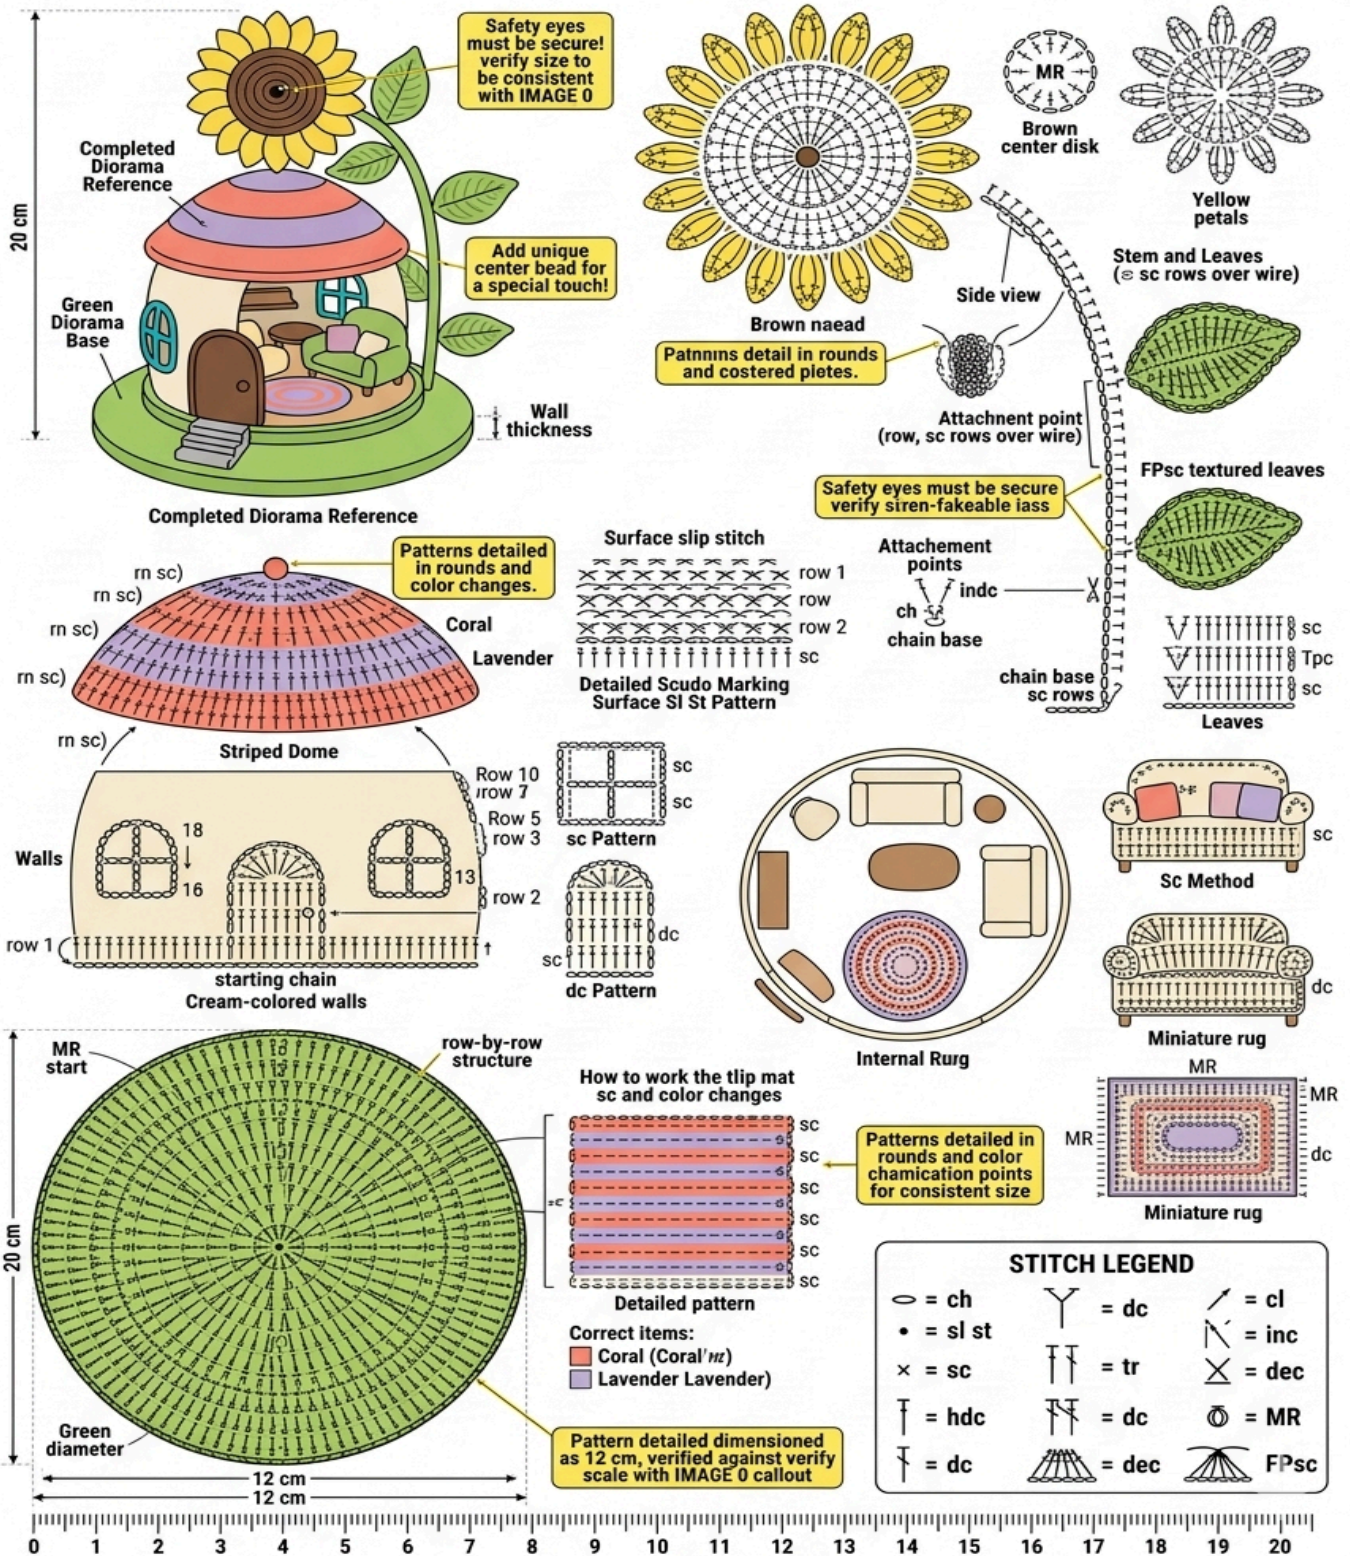 Safety eyes
must be secure!
verify size to
be consistent
with IMAGE 0
Completed
Diorama
Reference
20 cm
Add unique
center bead for
a special touch!
Green
Diorama
Base
Wall
thickness
Completed Diorama Reference
MR
Brown
center disk
Yellow
petals
Brown naead
Side view
Stem and Leaves
sc rows over wire)
and costered pletes.
Attachnent point
(row, sc rows over wire)
FPsc textured leaves
Safety eyes must be secure
verify siren-fakeable iass
Attachement
points
indc
ch
chain base
chain base
sc rows
sc
Tpc
sc
Leaves
Patterns detailed
in rounds and
color changes.
rn sc)
rn sc)
rn sc)
rn sc)
rn sc)
Coral
Lavender
Striped Dome
Surface slip stitch
row 1
row
row 2
sc
Detailed Scudo Marking
Surface Sl St Pattern
Row 10
row 7
Row 5
row 3
row 2
18
16
13
Walls
row 1
starting chain
Cream-colored walls
sc
sc
sc Pattern
dc
sc
dc Pattern
Internal Rurg
sc
Sc Method
dc
Miniature rug
MR
MR
MR
dc
Miniature rug
MR
start
row-by-row
structure
20 cm
Green
diameter
12 cm
12 cm
How to work the tlip mat
sc and color changes
sc
sc
sc
sc
sc
sc
Detailed pattern
Patterns detailed in
rounds and color
chamication points
for consistent size
Correct items:
Coral (Coral
Lavender Lavender)
Pattern detailed dimensioned
as 12 cm, verified against verify
scale with IMAGE 0 callout
STITCH LEGEND
= ch
= sl st
= sc
= hdc
= dc
= dc
= tr
= dc
= dec
= cl
= inc
= dec
= MR
FPsc
0 1 2 3 4 5 6 7 8 9 10 11 12 13 14 15 16 17 18 19 20